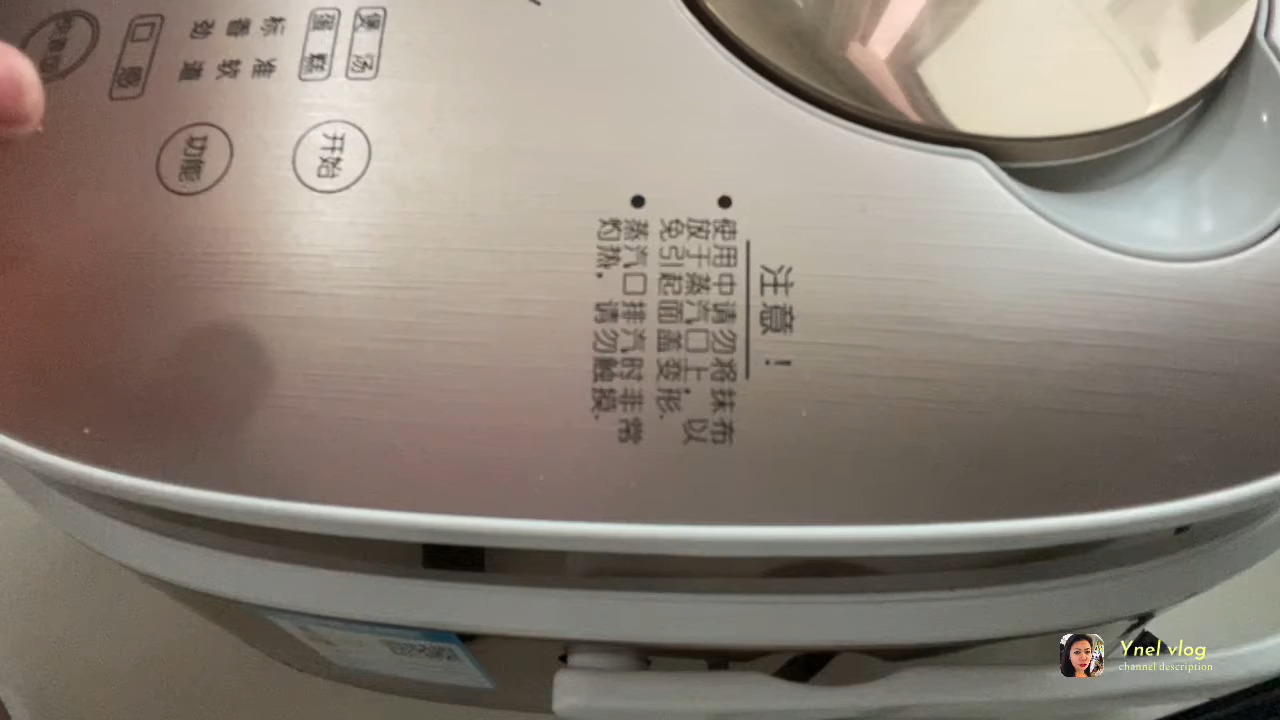 注意！
使用中请勿将抹布
放于蒸汽口上，以
免引起面盖变形.
蒸汽口排汽时非常
灼热，请勿触摸.
煲汤
蛋糕
标准
香软
劲道
口感
开始
功能
Ynel vlog
channel description